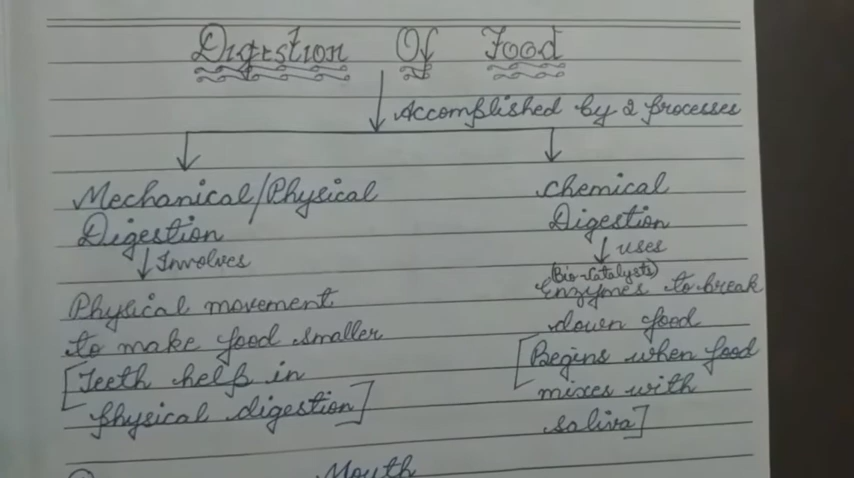 Digestion Of Food
Accomplished by 2 processes
Mechanical/Physical
Digestion
Involves
Physical movement
to make food smaller
[Teeth help in
physical digestion]
Chemical
Digestion
uses
(Bio-Catalysts)
Enzymes to break
down food
[Begins when food
mixes with
saliva]
Mouth